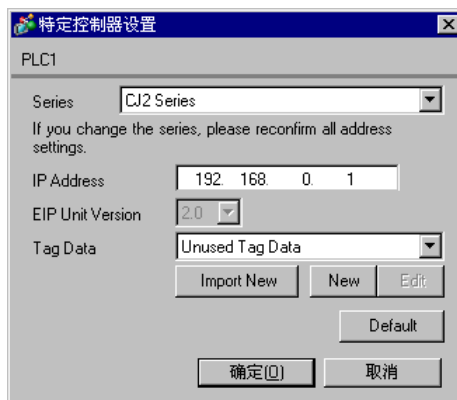 特定控制器设置
PLC1
Series CJ2 Series
If you change the series, please reconfirm all address
settings.
IP Address 192. 168. 0. 1
EIP Unit Version 2.0
Tag Data Unused Tag Data
Import New New Edit
Default
确定(O) 取消